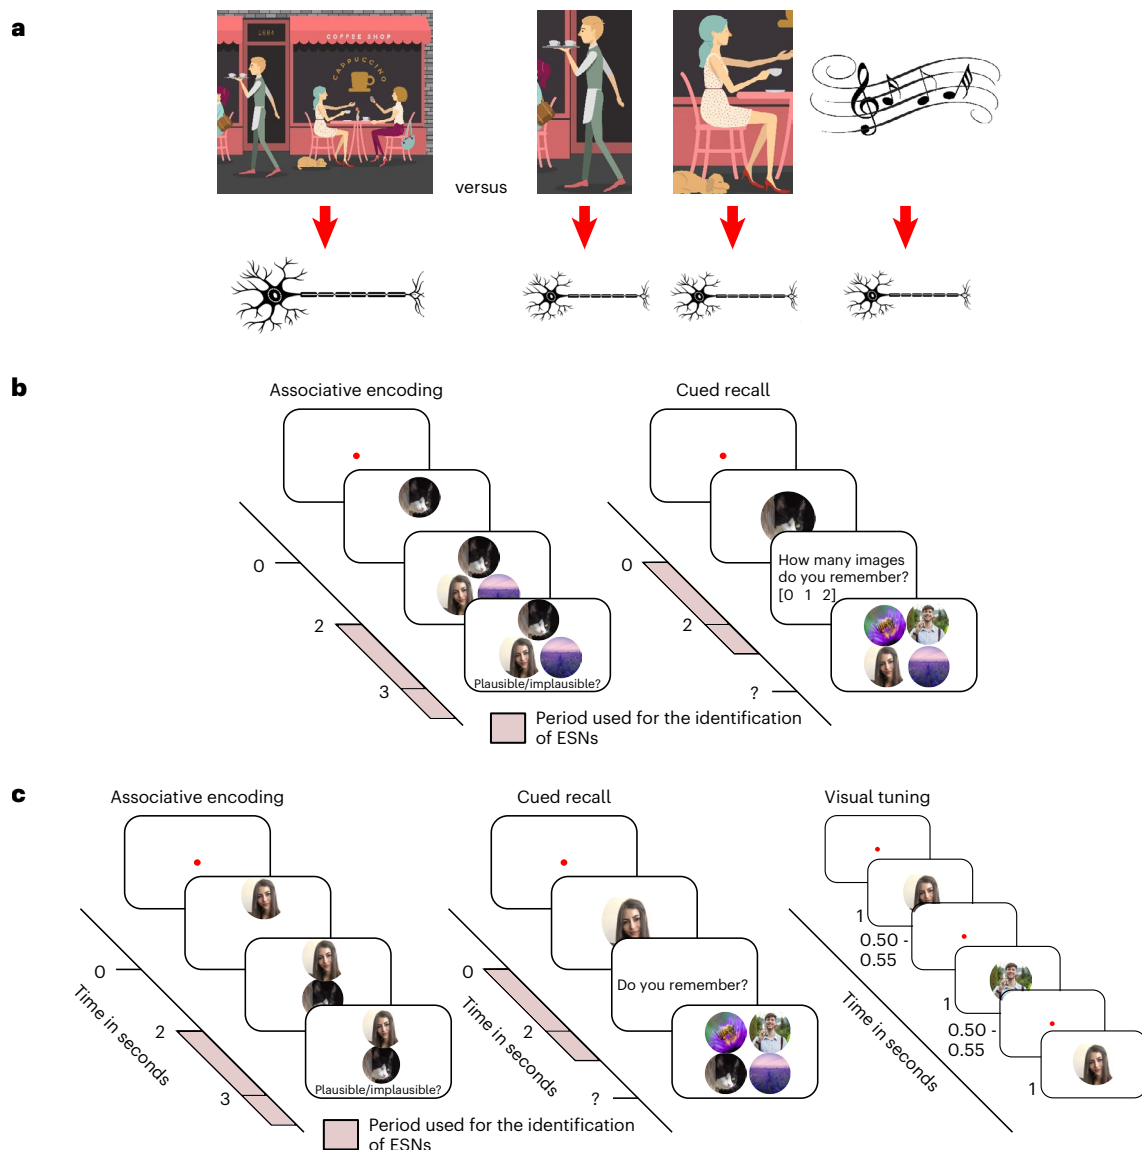 a
1884
COFFEE SHOP
CAPPUCCINO
versus
b
Associative encoding
Cued recall
0
2
3
Plausible/implausible?
0
2
?
How many images
do you remember?
[0 1 2]
Period used for the identification
of ESNs
c
Associative encoding
Cued recall
Visual tuning
0
2
3
Time in seconds
Plausible/implausible?
0
2
?
Time in seconds
Do you remember?
1
0.50 -
0.55
1
0.50 -
0.55
1
Time in seconds
Period used for the identification
of ESNs